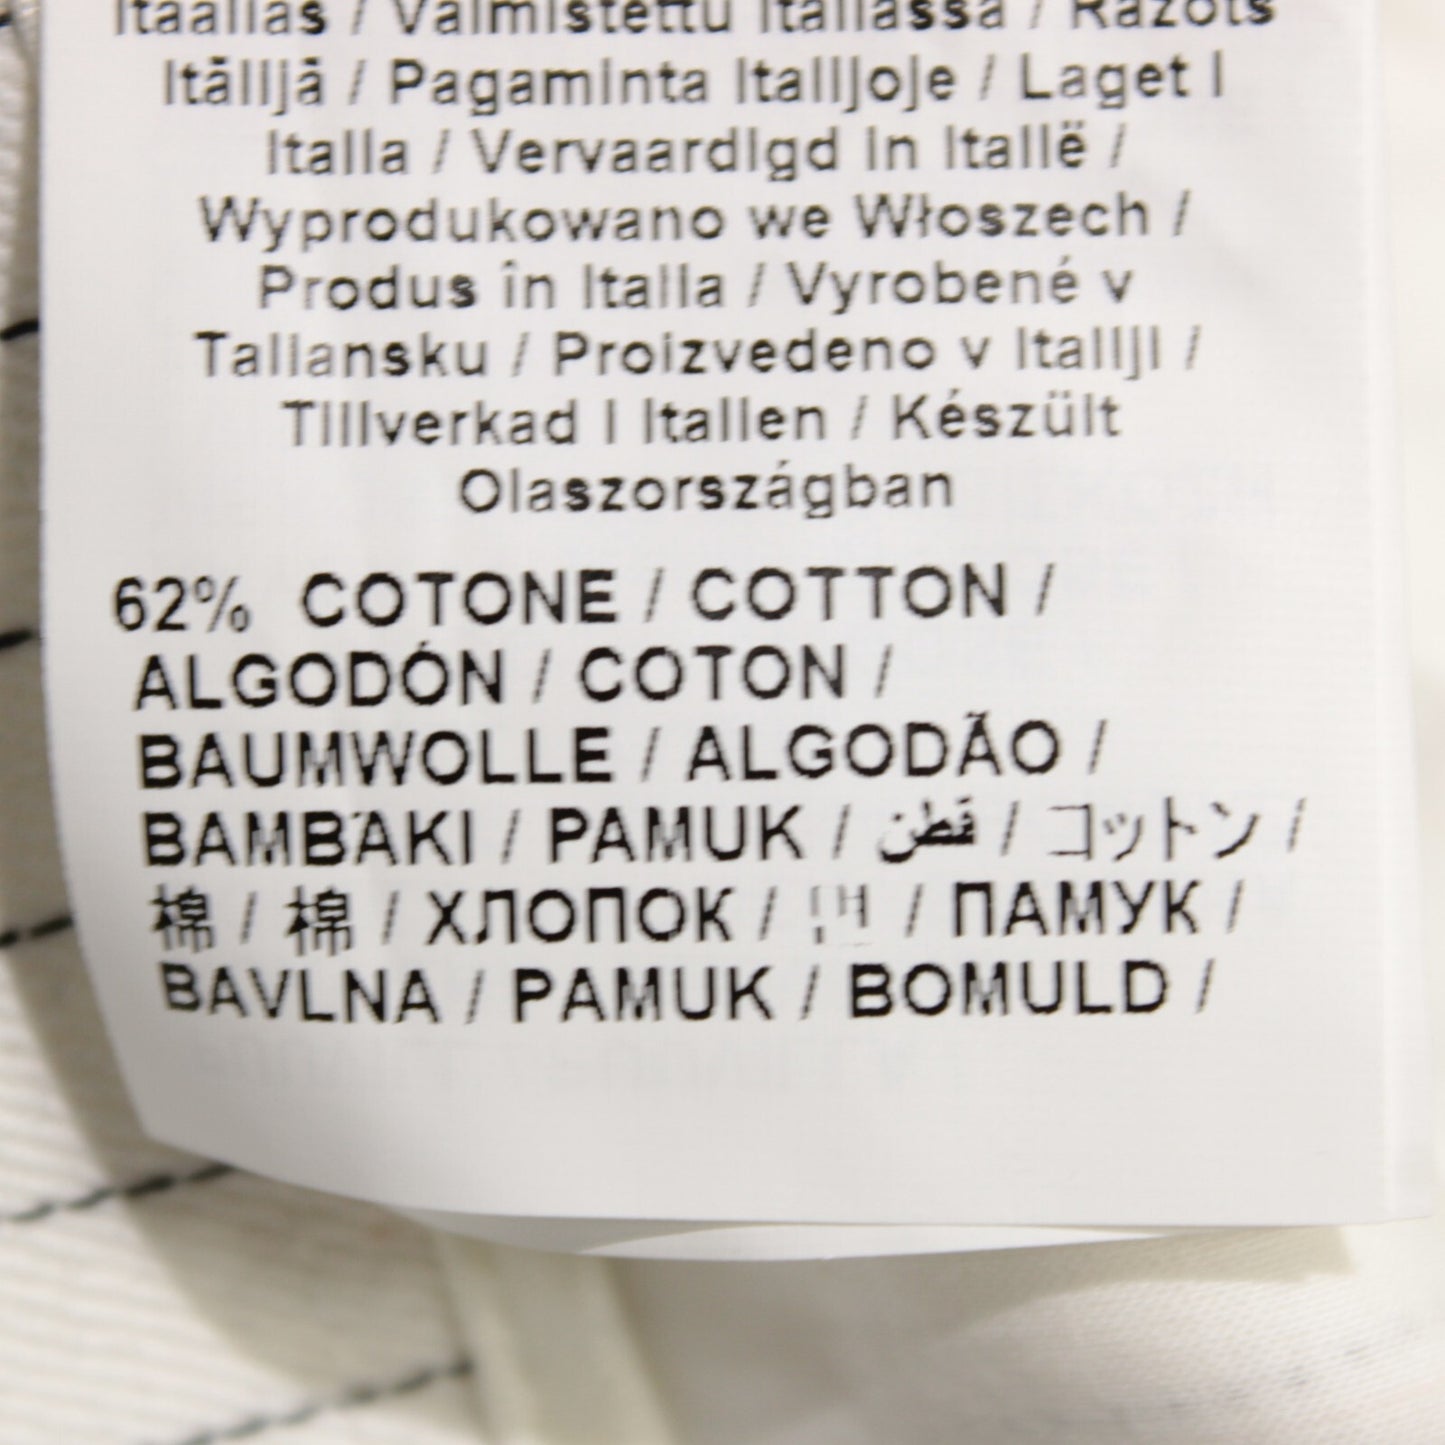 Itaalias / Valmistettu Italiassa / Ražots
Itālijā / Pagaminta Italijoje / Laget i
Italia / Vervaardigd in Italië /
Wyprodukowano we Włoszech /
Produs în Italia / Vyrobené v
Taliansku / Proizvedeno v Italiji /
Tillverkad i Italien / Készült
Olaszországban
62% COTONE / COTTON /
ALGODÓN / COTON /
BAUMWOLLE / ALGODÃO /
BAMBAKI / PAMUK / قطن / コットン /
棉 / 棉 / ХЛОПОК / 면 / ПАМУК /
BAVLNA / PAMUK / BOMULD /